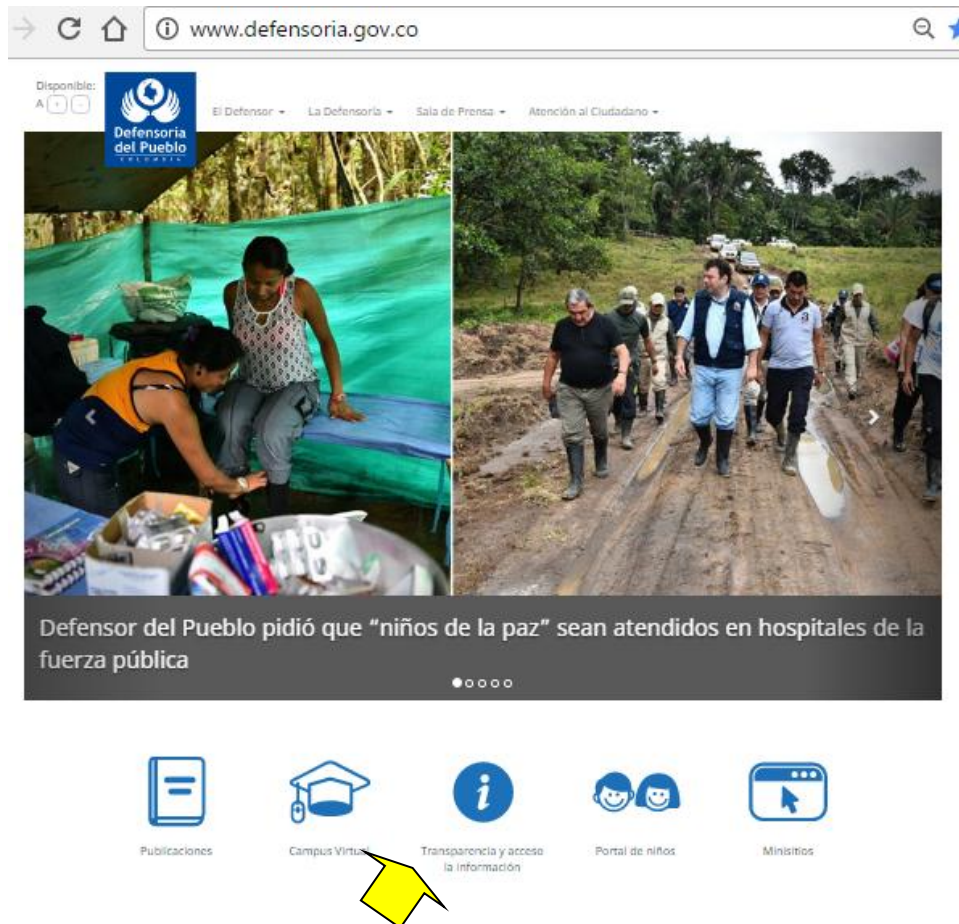 www.defensoria.gov.co
Disponible:
A + -
Defensoría
del Pueblo
COLOMBIA
El Defensor La Defensoría Sala de Prensa Atención al Ciudadano
Defensor del Pueblo pidió que “niños de la paz” sean atendidos en hospitales de la
fuerza pública
Publicaciones Campus Virtual Transparencia y acceso Portal de niños Minisitios
la información